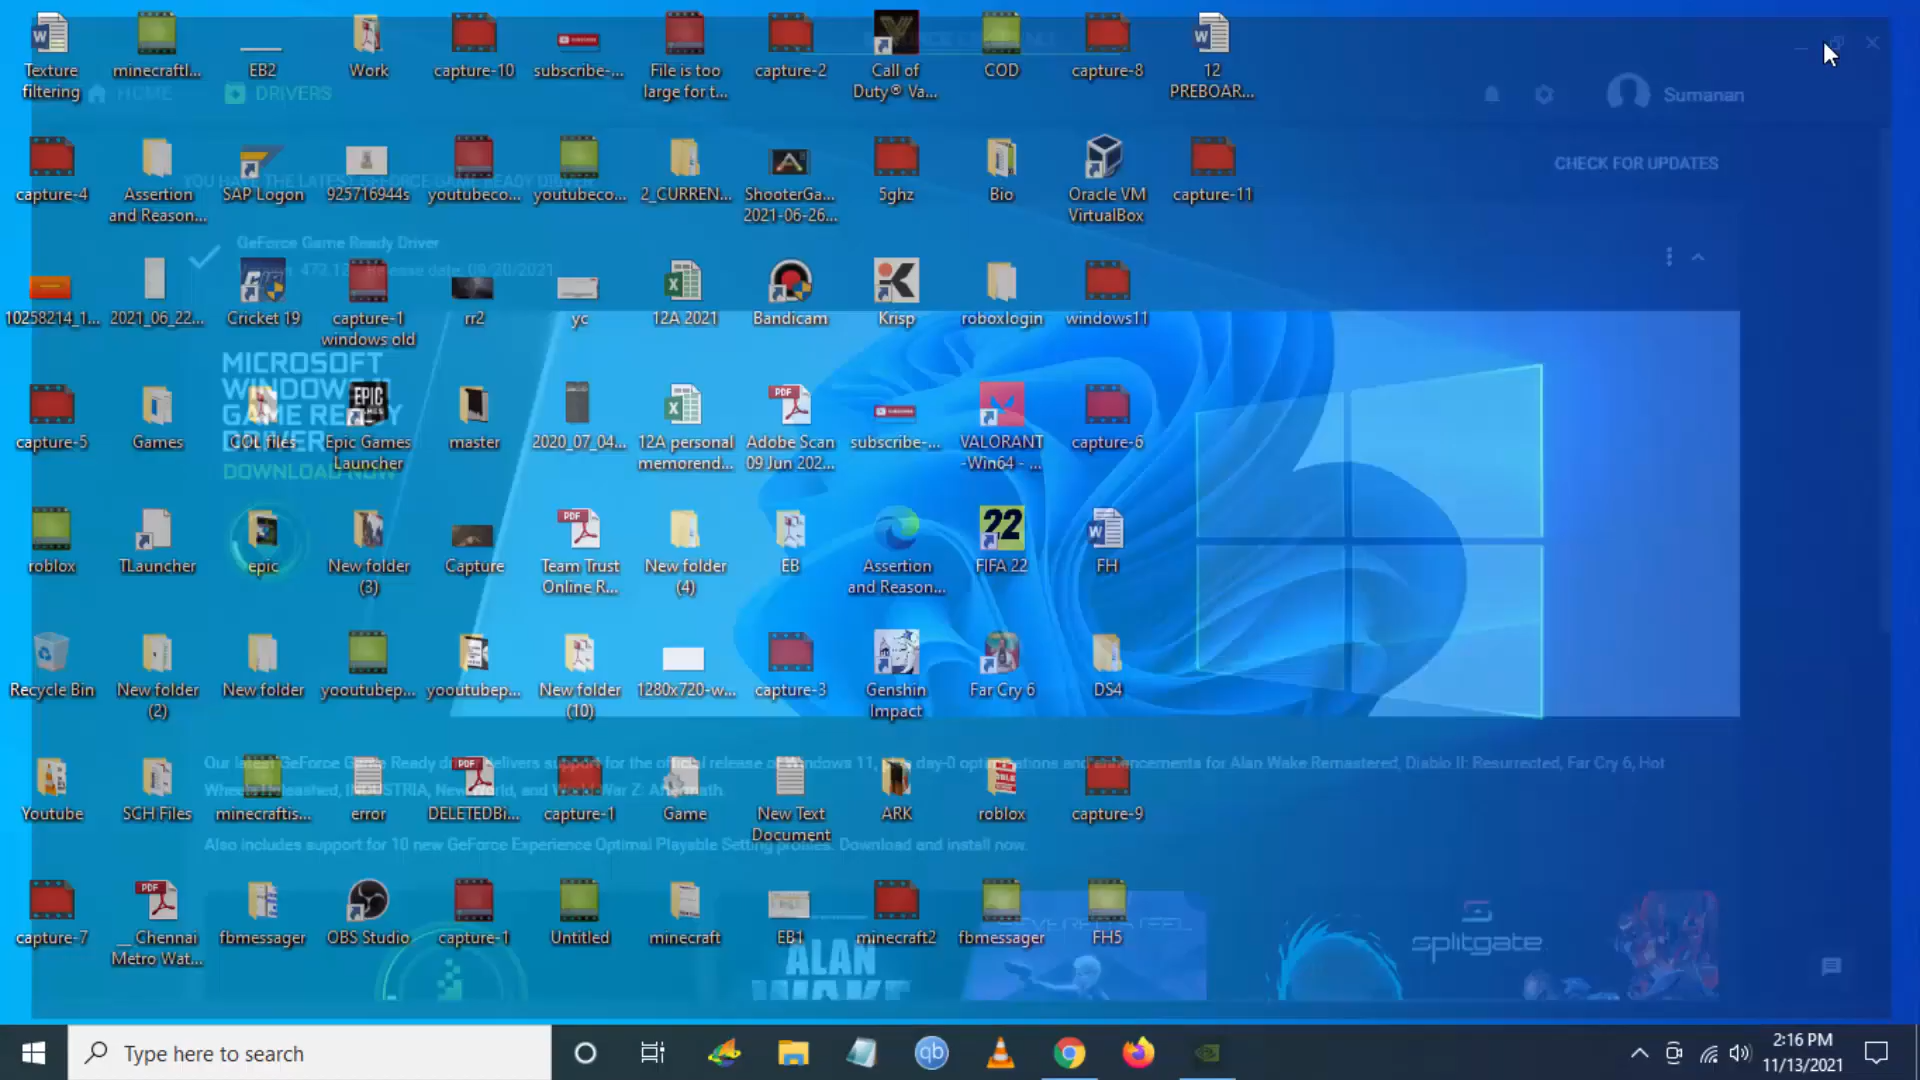 Texture
filtering
minecraftl...
EB2
Work
capture-10
subscribe-...
File is too
large for t...
capture-2
Call of
Duty® Va...
COD
capture-8
12
PREBOAR...
HOME
DRIVERS
Sumanan
CHECK FOR UPDATES
capture-4
Assertion
and Reason...
SAP Logon
925716944s
youtubeco...
youtubeco...
2_CURREN...
ShooterGa...
2021-06-26...
5ghz
Bio
Oracle VM
VirtualBox
capture-11
GeForce Game Ready Driver
Release date: 09/20/2021
10258214_1...
2021_06_22...
Cricket 19
capture-1
windows old
rr2
yc
12A 2021
Bandicam
Krisp
roboxlogin
windows11
MICROSOFT
WINDOWS 11
GAME READY
DRIVER
DOWNLOAD NOW
capture-5
Games
COL files
Epic Games
Launcher
master
2020_07_04...
12A personal
memorend...
Adobe Scan
09 Jun 202...
subscribe-...
VALORANT
-Win64 - ...
capture-6
roblox
TLauncher
epic
New folder
(3)
Capture
Team Trust
Online R...
New folder
(4)
EB
Assertion
and Reason...
22
FIFA 22
FH
Recycle Bin
New folder
(2)
New folder
yooutubep...
yooutubep...
New folder
(10)
1280x720-w...
capture-3
Genshin
Impact
Far Cry 6
DS4
Our latest GeForce Game Ready driver delivers support for the official release of Windows 11, day-0 optimizations and enhancements for Alan Wake Remastered, Diablo II: Resurrected, Far Cry 6, Hot
Wheels Unleashed, INDUSTRIA, New World, and World War Z: Aftermath.
Youtube
SCH Files
minecraftis...
error
DELETEDBi...
capture-1
Game
New Text
Document
ARK
roblox
capture-9
Also includes support for 10 new GeForce Experience Optimal Playable Setting profiles. Download and install now.
capture-7
__ Chennai
Metro Wat...
fbmessager
OBS Studio
capture-1
Untitled
minecraft
EB1
minecraft2
fbmessager
FH5
ALAN
WAKE
splitgate
Type here to search
qb
2:16 PM
11/13/2021